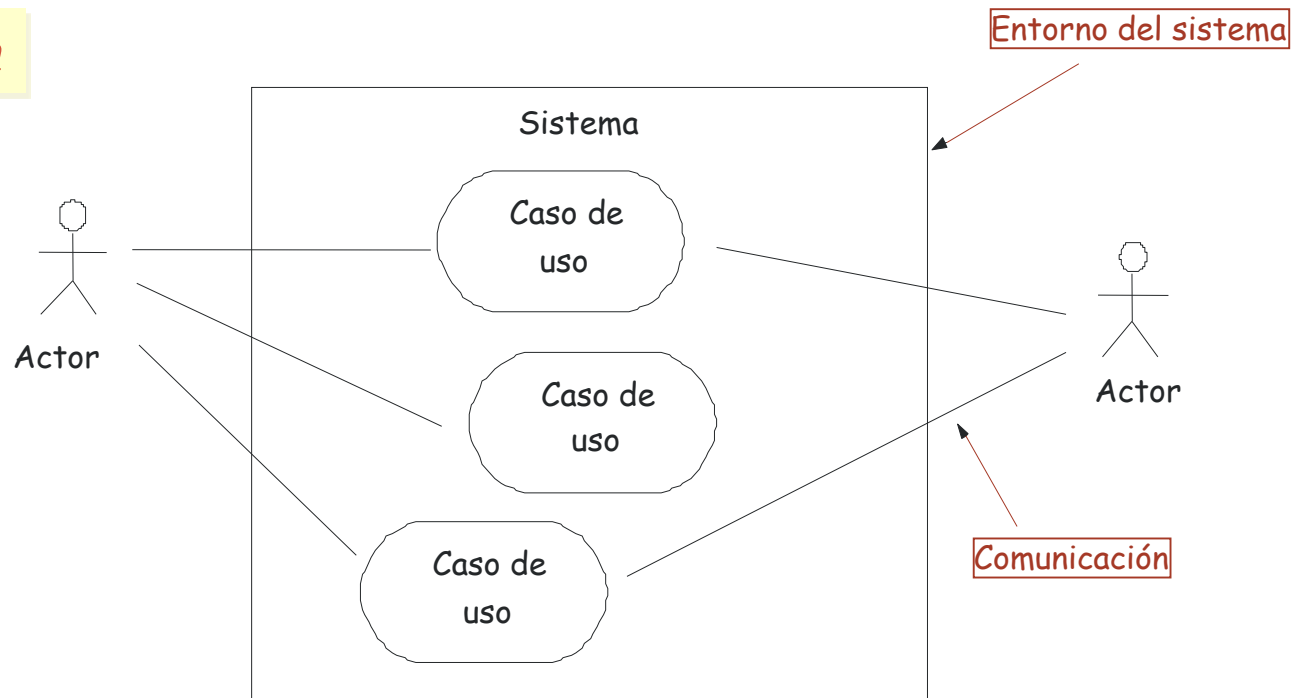 Entorno del sistema
Sistema
Caso de
uso
Actor
Caso de
uso
Actor
Caso de
uso
Comunicación